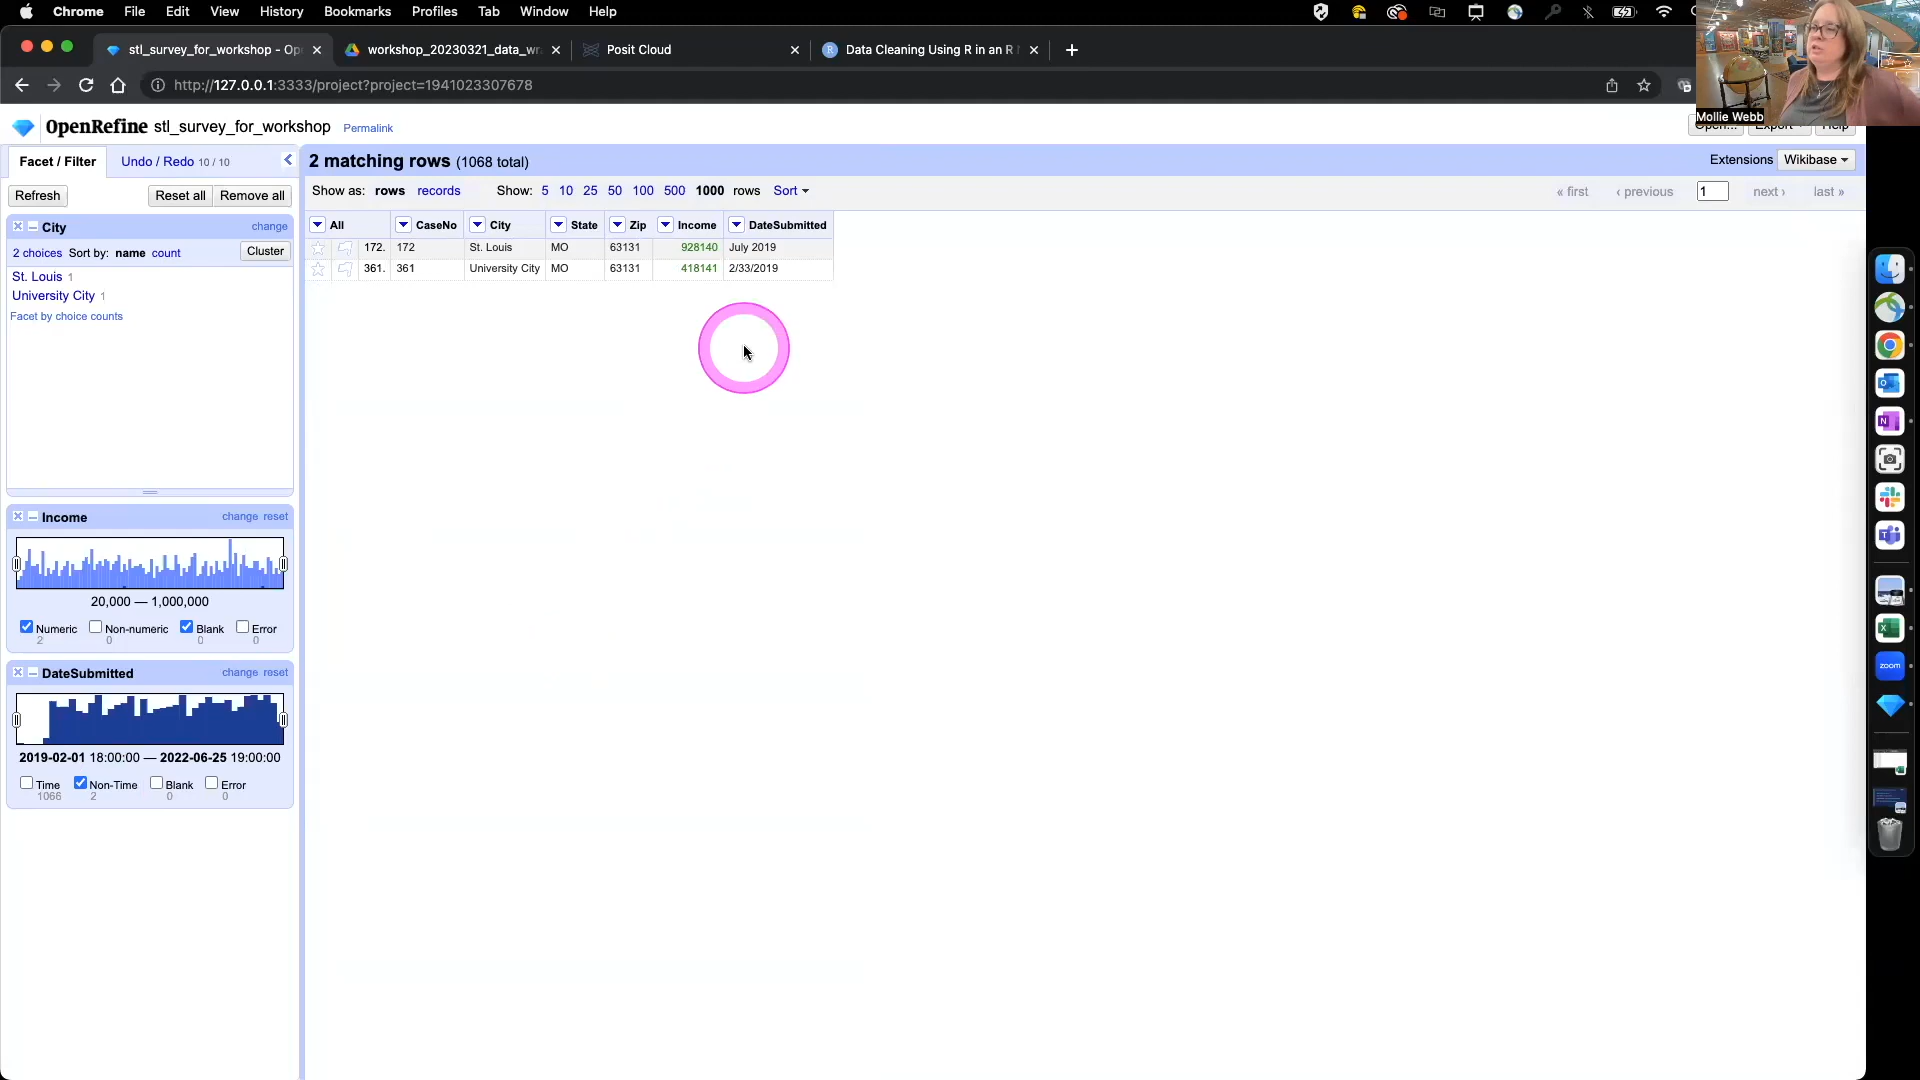 Chrome File Edit View History Bookmarks Profiles Tab Window Help
stl_survey_for_workshop - Op
workshop_20230321_data_w
Posit Cloud
Data Cleaning Using R in an R
http://127.0.0.1:3333/project?project=1941023307678
Mollie Webb
OpenRefine stl_survey_for_workshop Permalink
Open... Export Help
Facet / Filter Undo / Redo 10 / 10
2 matching rows (1068 total)
Extensions Wikibase
Refresh Reset all Remove all
Show as: rows records Show: 5 10 25 50 100 500 1000 rows Sort
« first ‹ previous 1 next › last »
City change
2 choices Sort by: name count Cluster
St. Louis 1
University City 1
Facet by choice counts
All CaseNo City State Zip Income DateSubmitted
172. 172 St. Louis MO 63131 928140 July 2019
361. 361 University City MO 63131 418141 2/33/2019
Income change reset
20,000 — 1,000,000
Numeric Non-numeric Blank Error
2 0 0 0
DateSubmitted change reset
2019-02-01 18:00:00 — 2022-06-25 19:00:00
Time Non-Time Blank Error
1066 2 0 0
zoom